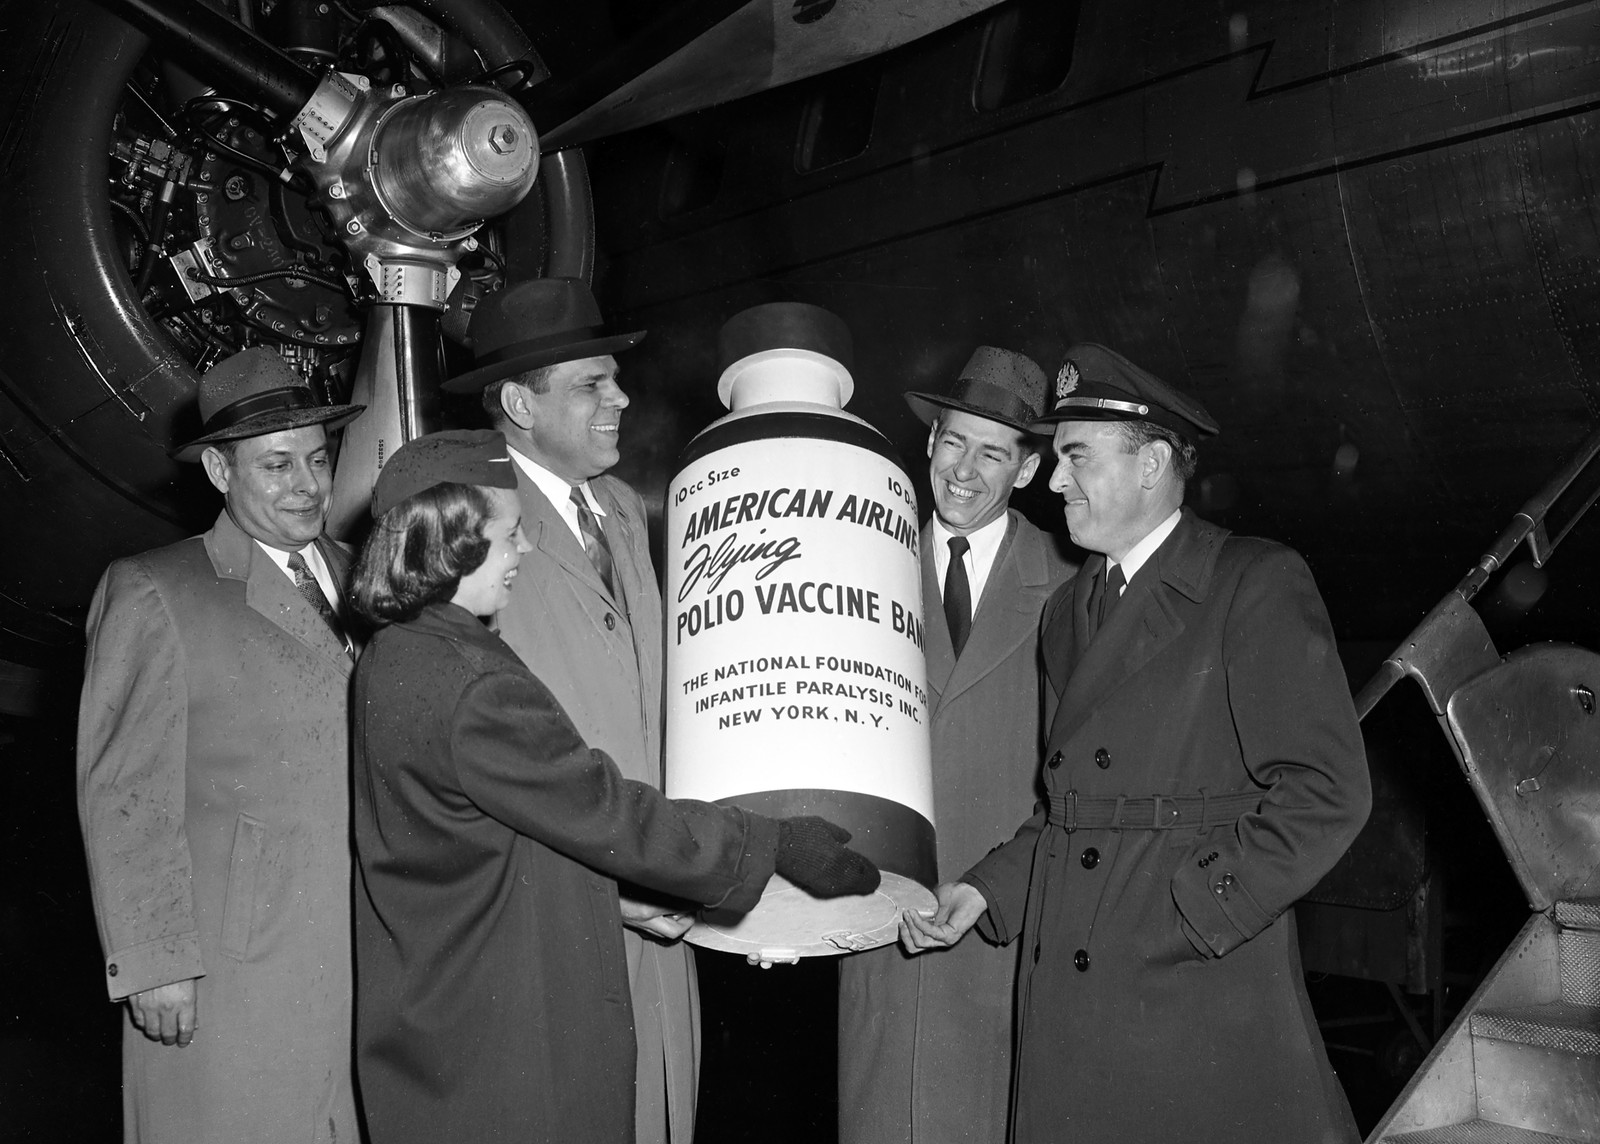 10cc Size
AMERICAN AIRLINE
Flying
POLIO VACCINE BAN
THE NATIONAL FOUNDATION FO
INFANTILE PARALYSIS INC.
NEW YORK, N.Y.